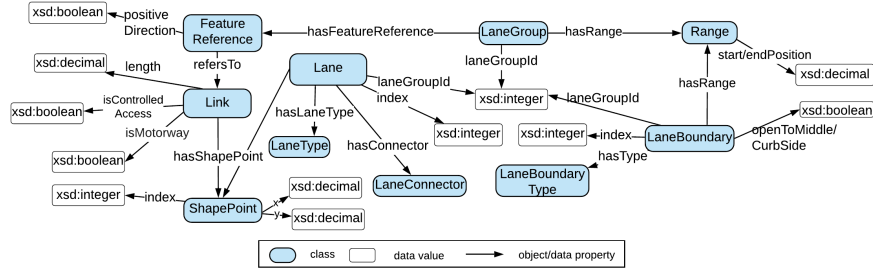 xsd:boolean
positive
Direction
Feature
Reference
hasFeatureReference
LaneGroup
hasRange
Range
refersTo
laneGroupId
start/endPosition
xsd:decimal
length
Lane
xsd:decimal
isControlled
Access
Link
laneGroupId
index
xsd:integer
laneGroupId
hasRange
xsd:boolean
xsd:boolean
hasLaneType
isMotorway
xsd:integer
xsd:integer
index
LaneBoundary
openToMiddle/
CurbSide
xsd:boolean
hasShapePoint
LaneType
hasConnector
hasType
xsd:integer
index
LaneConnector
LaneBoundary
Type
ShapePoint
x
xsd:decimal
y
xsd:decimal
class
data value
object/data property